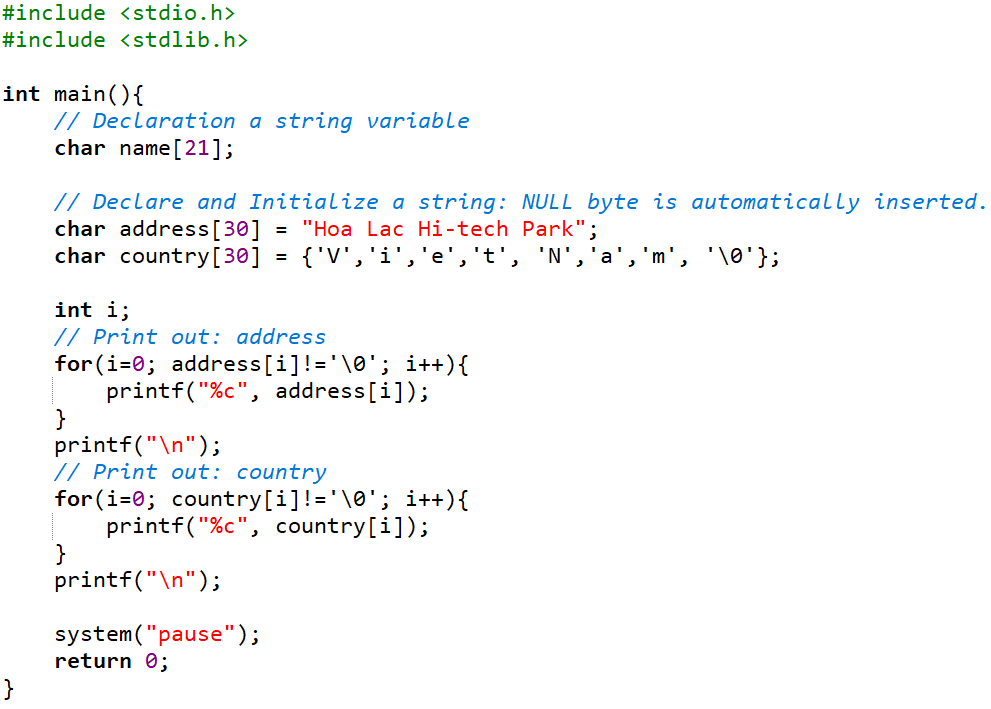 #include <stdio.h>
#include <stdlib.h>
int main(){
// Declaration a string variable
char name[21];
// Declare and Initialize a string: NULL byte is automatically inserted.
char address[30] = "Hoa Lac Hi-tech Park";
char country[30] = {'V','i','e','t', 'N','a','m', '\0'};
int i;
// Print out: address
for(i=0; address[i]!='\0'; i++){
printf("%c", address[i]);
}
printf("\n");
// Print out: country
for(i=0; country[i]!='\0'; i++){
printf("%c", country[i]);
}
printf("\n");
system("pause");
return 0;
}